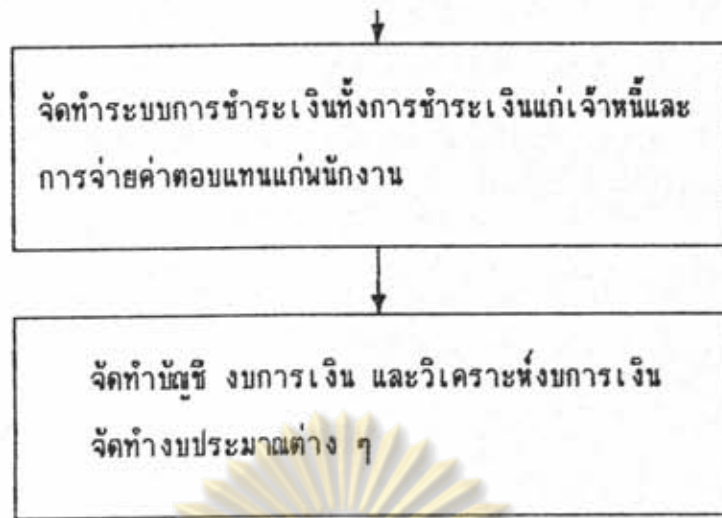 จัดทำระบบการชำระเงินทั้งการชำระเงินแก่เจ้าหนี้และ
การจ่ายค่าตอบแทนแก่พนักงาน
จัดทำบัญชี งบการเงิน และวิเคราะห์งบการเงิน
จัดทำงบประมาณต่าง ๆ